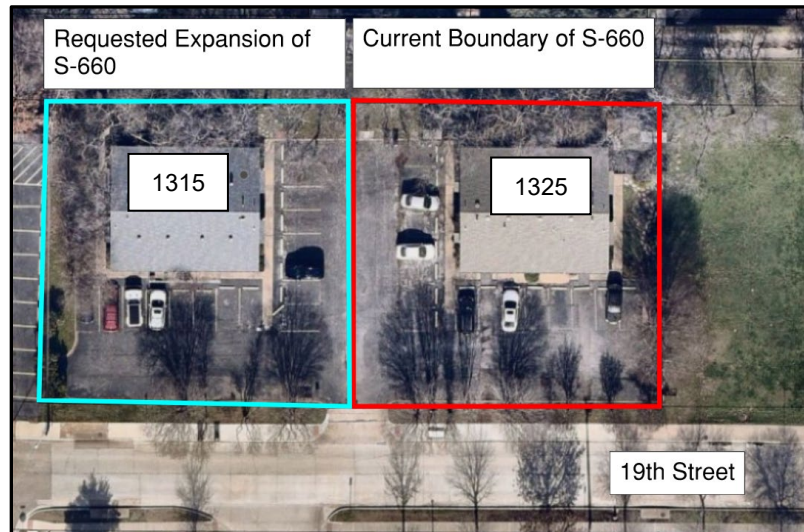 Requested Expansion of
S-660
Current Boundary of S-660
1315
1325
19th Street